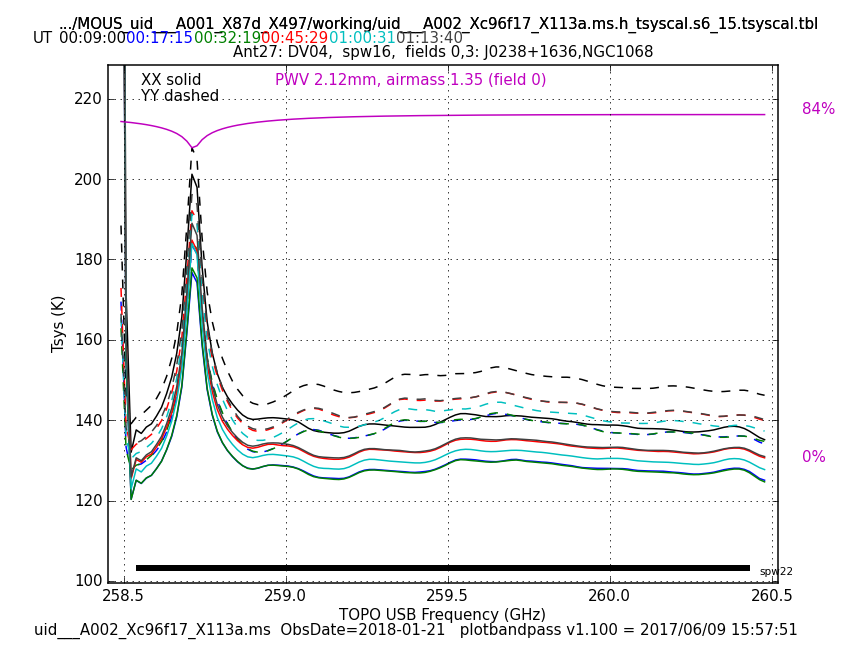 .../MOUS_uid___A001_X87d_X497/working/uid___A002_Xc96f17_X113a.ms.h_tsyscal.s6_15.tsyscal.tbl
UT 00:09:00 00:17:15 00:32:19 00:45:29 01:00:31 01:13:40
Ant27: DV04, spw16, fields 0,3: J0238+1636,NGC1068
XX solid
PWV 2.12mm, airmass 1.35 (field 0)
YY dashed
220
84%
200
180
160
Tsys (K)
140
0%
120
100
spw22
258.5 259.0 259.5 260.0 260.5
TOPO USB Frequency (GHz)
uid___A002_Xc96f17_X113a.ms ObsDate=2018-01-21 plotbandpass v1.100 = 2017/06/09 15:57:51